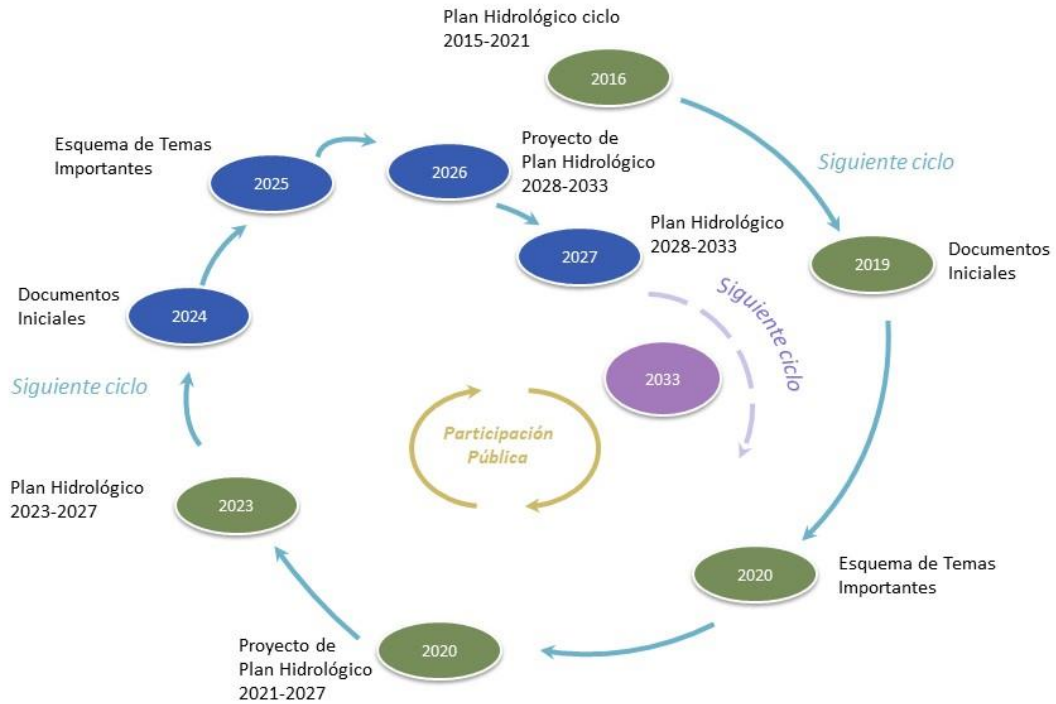 Plan Hidrológico ciclo
2015-2021
2016
Siguiente ciclo
2019
Documentos
Iniciales
2020
Esquema de Temas
Importantes
2020
Proyecto de
Plan Hidrológico
2021-2027
2023
Plan Hidrológico
2023-2027
Siguiente ciclo
2024
Documentos
Iniciales
2025
Esquema de Temas
Importantes
2026
Proyecto de
Plan Hidrológico
2028-2033
2027
Plan Hidrológico
2028-2033
Siguiente ciclo
2033
Participación
Pública